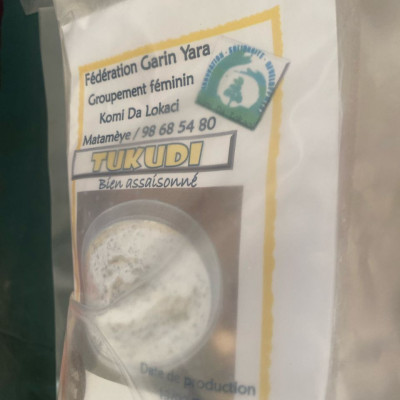 Fédération Garin Yara
Groupement féminin
Komi Da Lokaci
Matamèye / 98 68 54 80
TUKUDI
Bien assaisonné
Date de production